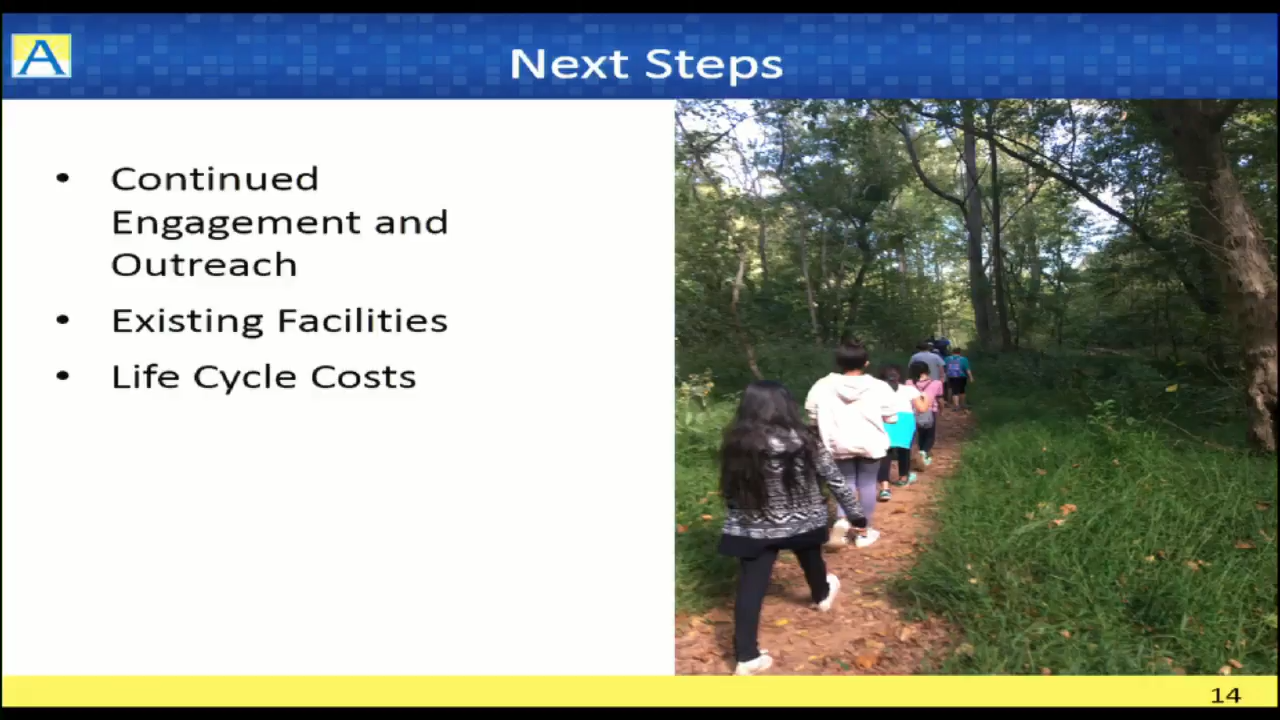 A
Next Steps
• Continued
Engagement and
Outreach
• Existing Facilities
• Life Cycle Costs
14